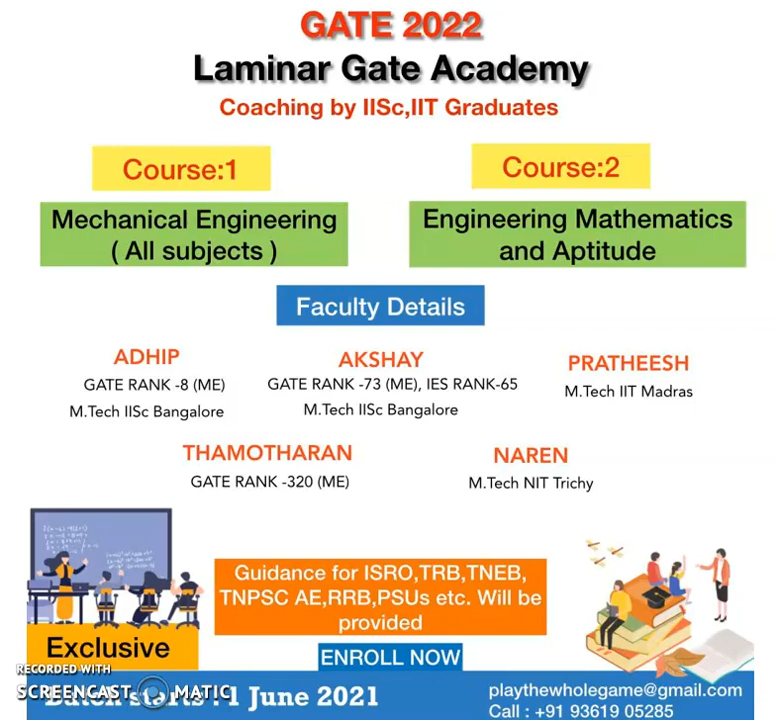 GATE 2022
Laminar Gate Academy
Coaching by IISc,IIT Graduates
Course:1
Course:2
Mechanical Engineering
( All subjects )
Engineering Mathematics
and Aptitude
Faculty Details
ADHIP
GATE RANK -8 (ME)
M.Tech IISc Bangalore
AKSHAY
GATE RANK -73 (ME), IES RANK-65
M.Tech IISc Bangalore
PRATHEESH
M.Tech IIT Madras
THAMOTHARAN
GATE RANK -320 (ME)
NAREN
M.Tech NIT Trichy
Guidance for ISRO,TRB,TNEB,
TNPSC AE,RRB,PSUs etc. Will be
provided
Exclusive
ENROLL NOW
RECORDED WITH
SCREENCAST MATIC
Batch starts : 1 June 2021
playthewholegame@gmail.com
Call : +91 93619 05285